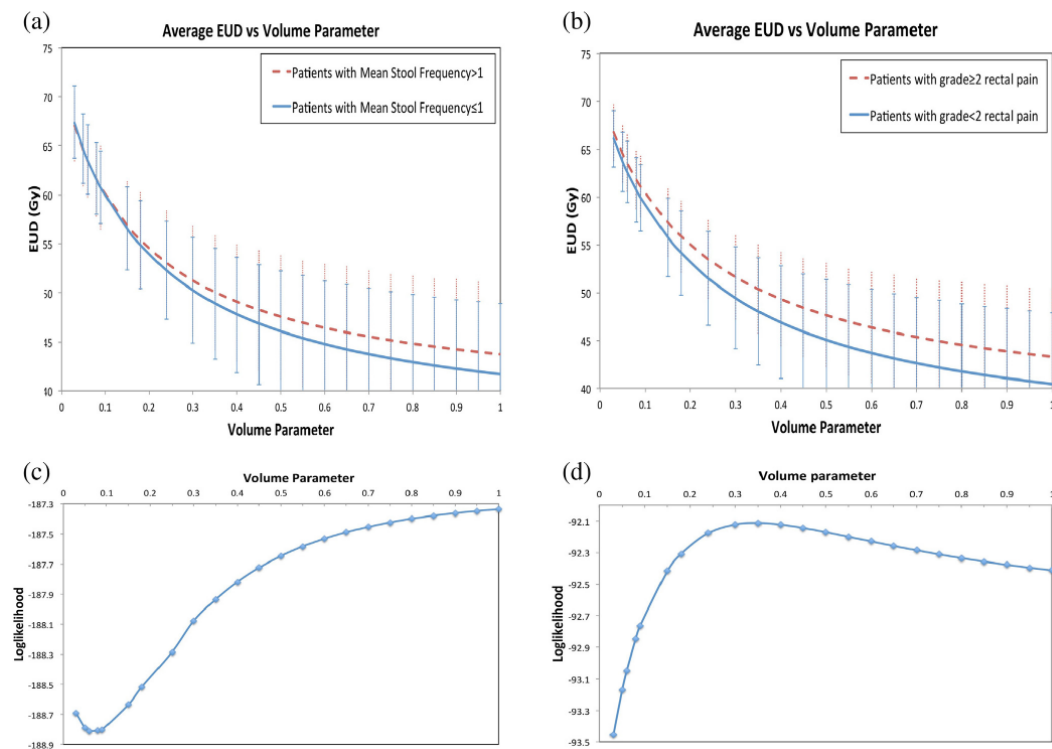 (a)
Average EUD vs Volume Parameter
75
70
65
60
55
50
45
40
EUD (Gy)
Patients with Mean Stool Frequency>1
Patients with Mean Stool Frequency≤1
0 0.1 0.2 0.3 0.4 0.5 0.6 0.7 0.8 0.9 1
Volume Parameter
(b)
Average EUD vs Volume Parameter
75
70
65
60
55
50
45
40
EUD (Gy)
Patients with grade≥2 rectal pain
Patients with grade<2 rectal pain
0 0.1 0.2 0.3 0.4 0.5 0.6 0.7 0.8 0.9 1
Volume Parameter
(c)
Volume Parameter
0 0.1 0.2 0.3 0.4 0.5 0.6 0.7 0.8 0.9 1
-187.3
-187.5
-187.7
-187.9
-188.1
-188.3
-188.5
-188.7
-188.9
Loglikelihood
(d)
Volume parameter
0 0.1 0.2 0.3 0.4 0.5 0.6 0.7 0.8 0.9 1
-92.1
-92.3
-92.5
-92.7
-92.9
-93.1
-93.3
-93.5
Loglikelihood